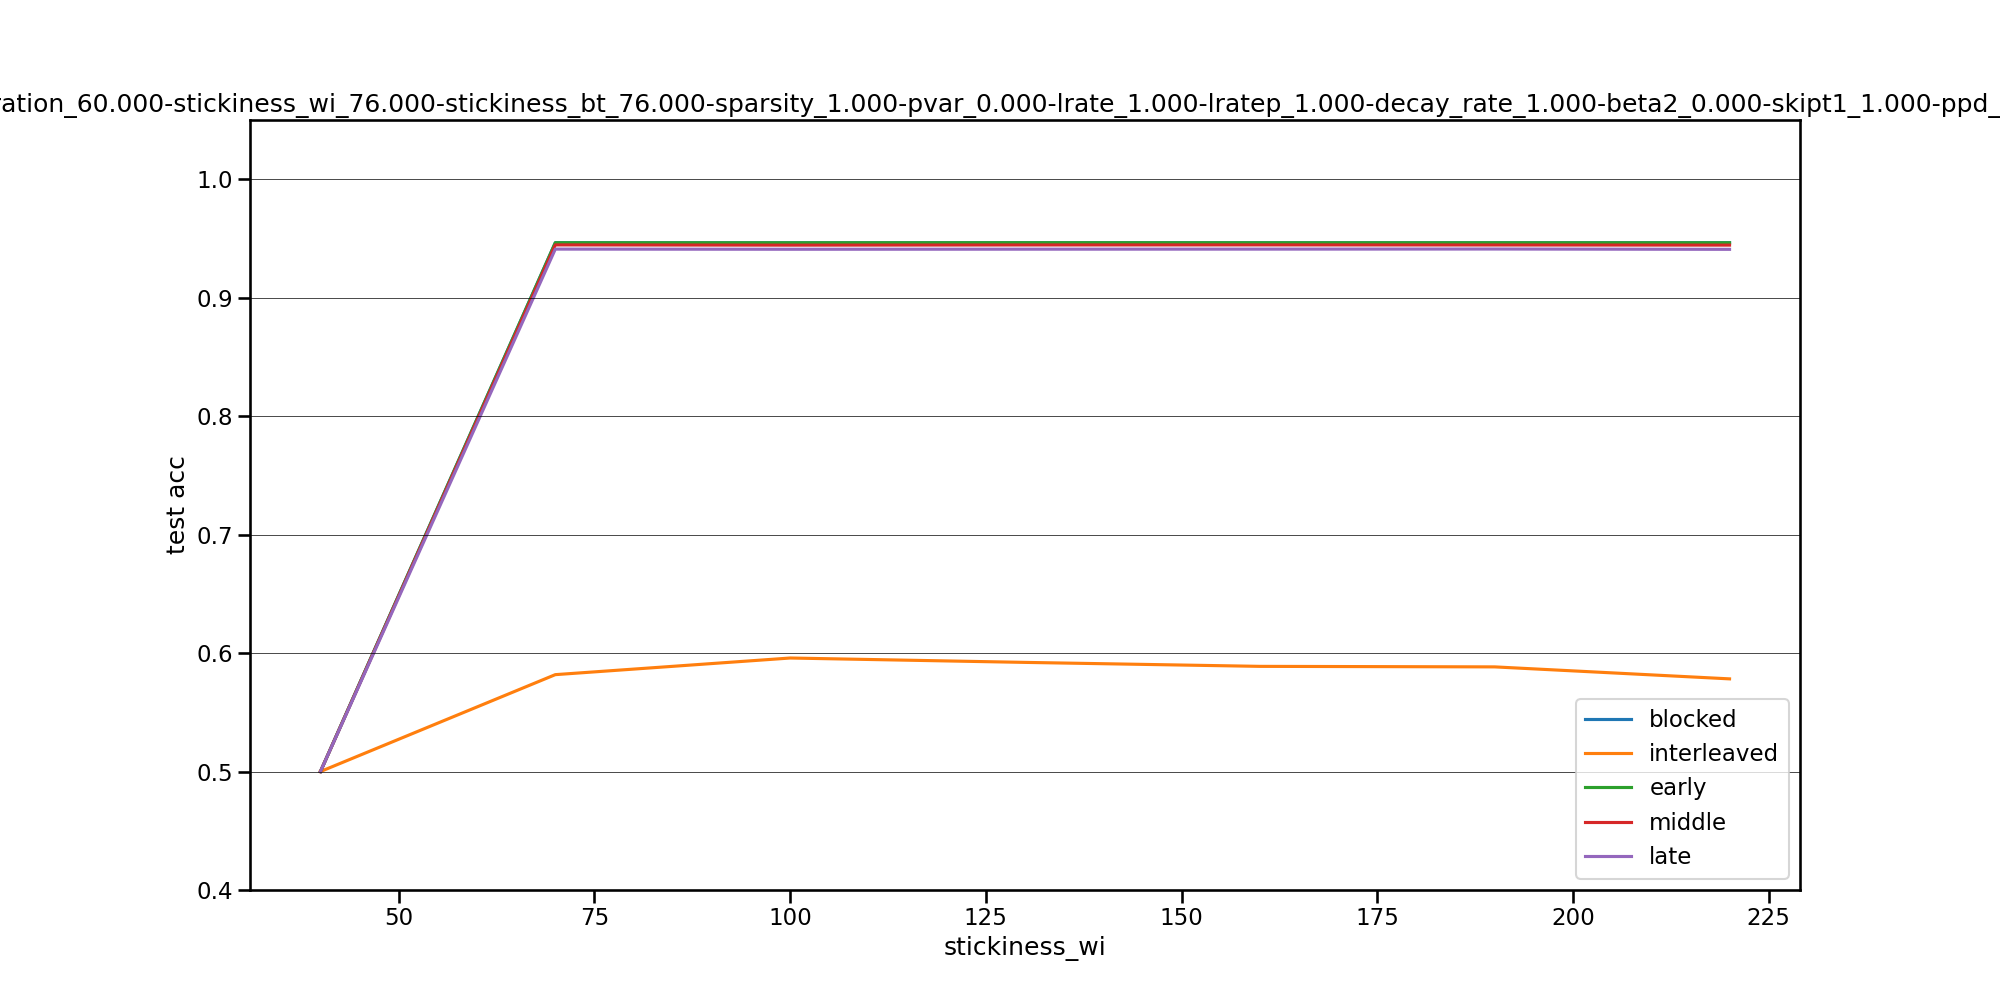 ration_60.000-stickiness_wi_76.000-stickiness_bt_76.000-sparsity_1.000-pvar_0.000-lrate_1.000-lratep_1.000-decay_rate_1.000-beta2_0.000-skipt1_1.000-ppd_
1.0
0.9
0.8
0.7
0.6
0.5
0.4
test acc
50 75 100 125 150 175 200 225
stickiness_wi
blocked
interleaved
early
middle
late